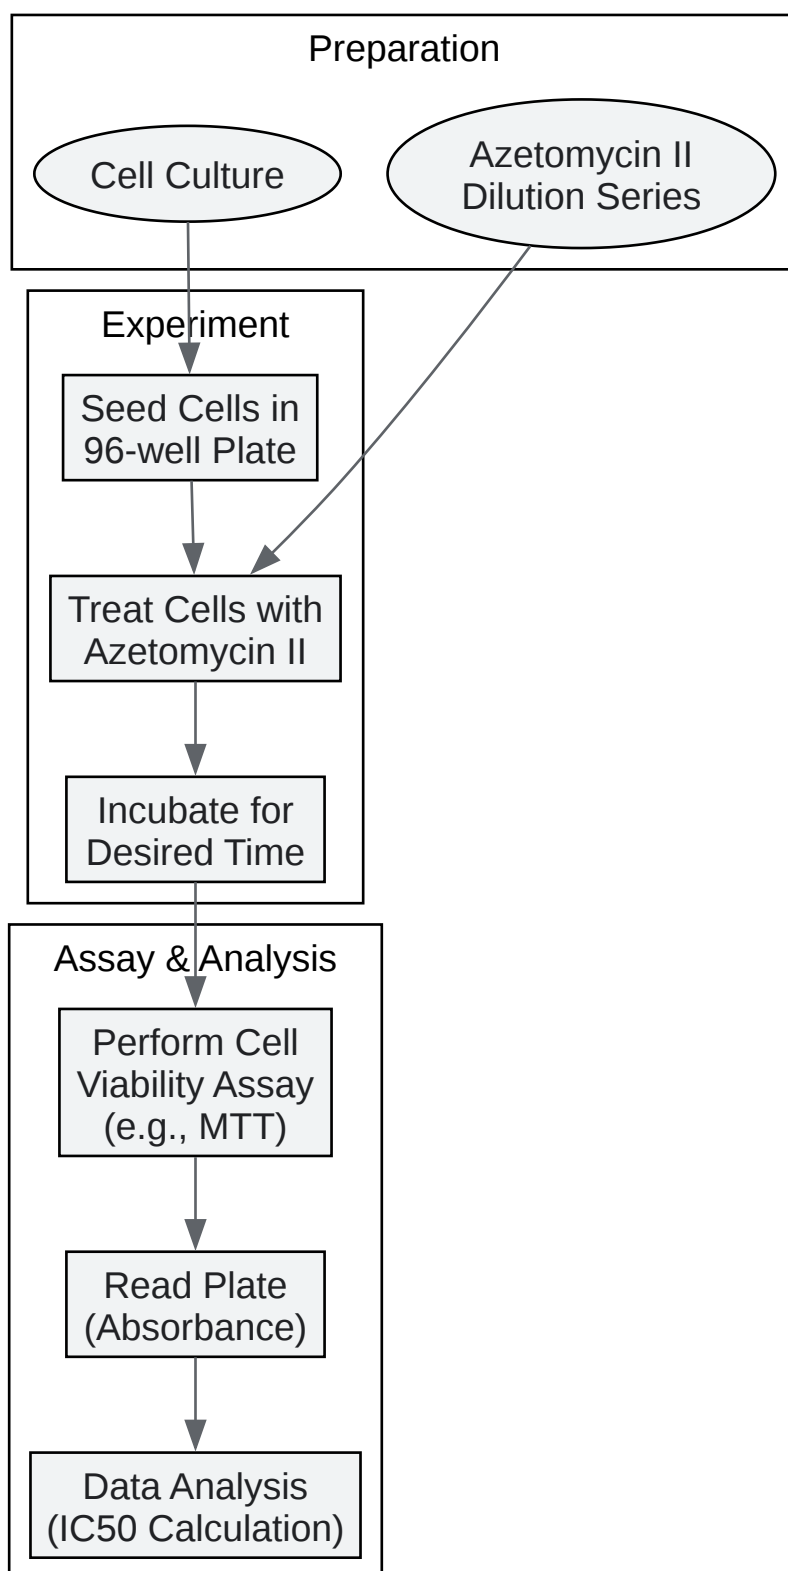 Preparation
Cell Culture
Azetomycin II
Dilution Series
Experiment
Seed Cells in
96-well Plate
Treat Cells with
Azetomycin II
Incubate for
Desired Time
Assay & Analysis
Perform Cell
Viability Assay
(e.g., MTT)
Read Plate
(Absorbance)
Data Analysis
(IC50 Calculation)